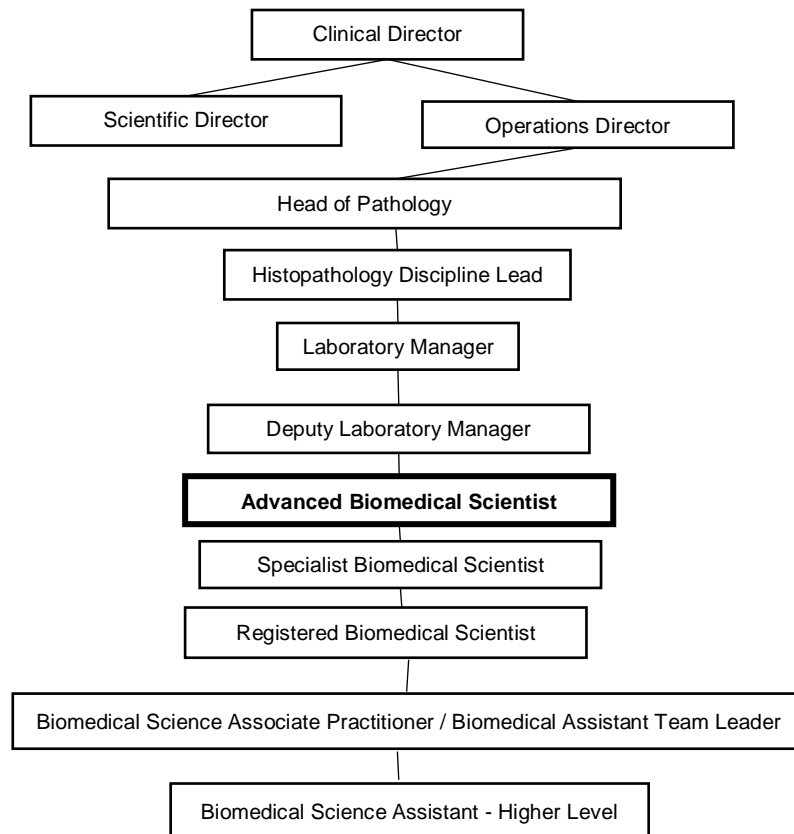 Clinical Director
Scientific Director
Operations Director
Head of Pathology
Histopathology Discipline Lead
Laboratory Manager
Deputy Laboratory Manager
Advanced Biomedical Scientist
Specialist Biomedical Scientist
Registered Biomedical Scientist
Biomedical Science Associate Practitioner / Biomedical Assistant Team Leader
Biomedical Science Assistant - Higher Level